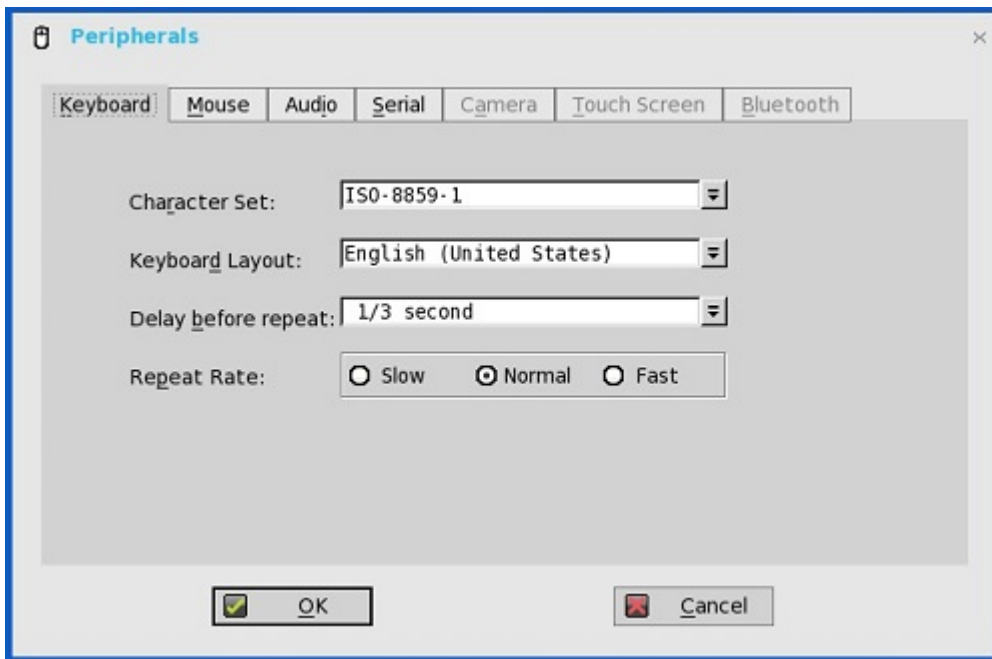 Peripherals
Keyboard Mouse Audio Serial Camera Touch Screen Bluetooth
Character Set: ISO-8859-1
Keyboard Layout: English (United States)
Delay before repeat: 1/3 second
Repeat Rate: Slow Normal Fast
OK Cancel